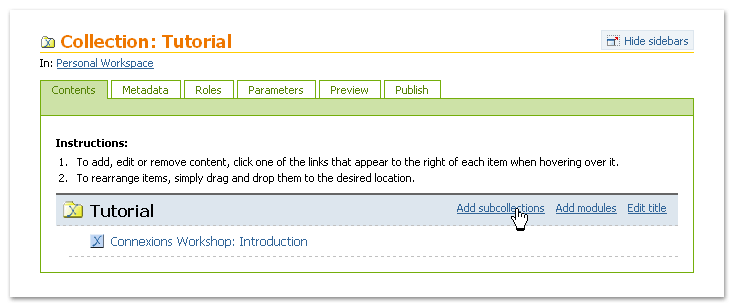 Collection: Tutorial
Hide sidebars
In: Personal Workspace
Contents Metadata Roles Parameters Preview Publish
Instructions:
1. To add, edit or remove content, click one of the links that appear to the right of each item when hovering over it.
2. To rearrange items, simply drag and drop them to the desired location.
Tutorial Add subcollections Add modules Edit title
Connexions Workshop: Introduction